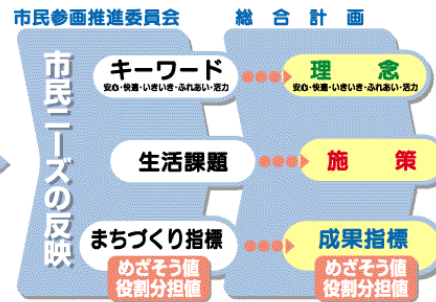 市民参画推進委員会
総合計画
市民ニーズの反映
キーワード
安心・快適・いきいき・ふれあい・活力
理念
安心・快適・いきいき・ふれあい・活力
生活課題
施策
まちづくり指標
めざそう値
役割分担値
成果指標
めざそう値
役割分担値